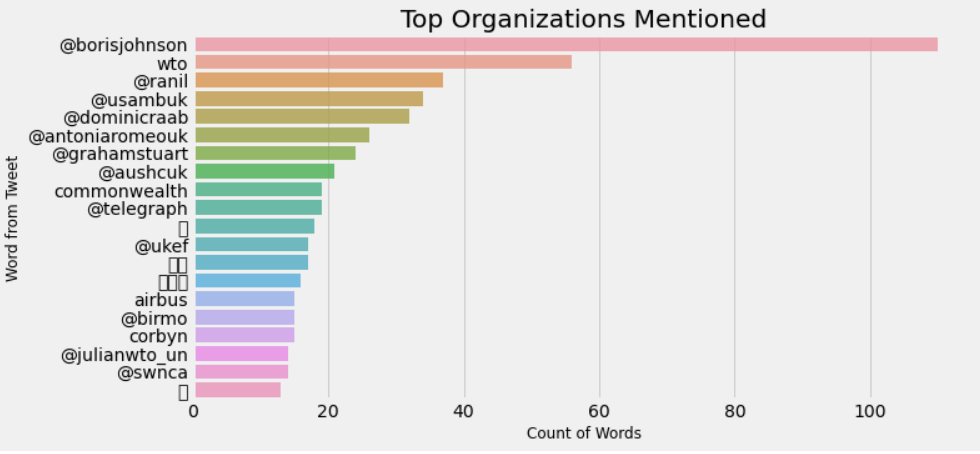 Top Organizations Mentioned
@borisjohnson
wto
@ranil
@usambuk
@dominicraab
@antoniaromeouk
@grahamstuart
@aushcuk
commonwealth
@telegraph
@ukef
airbus
@birmo
corbyn
@julianwto_un
@swnca
Word from Tweet
0 20 40 60 80 100
Count of Words